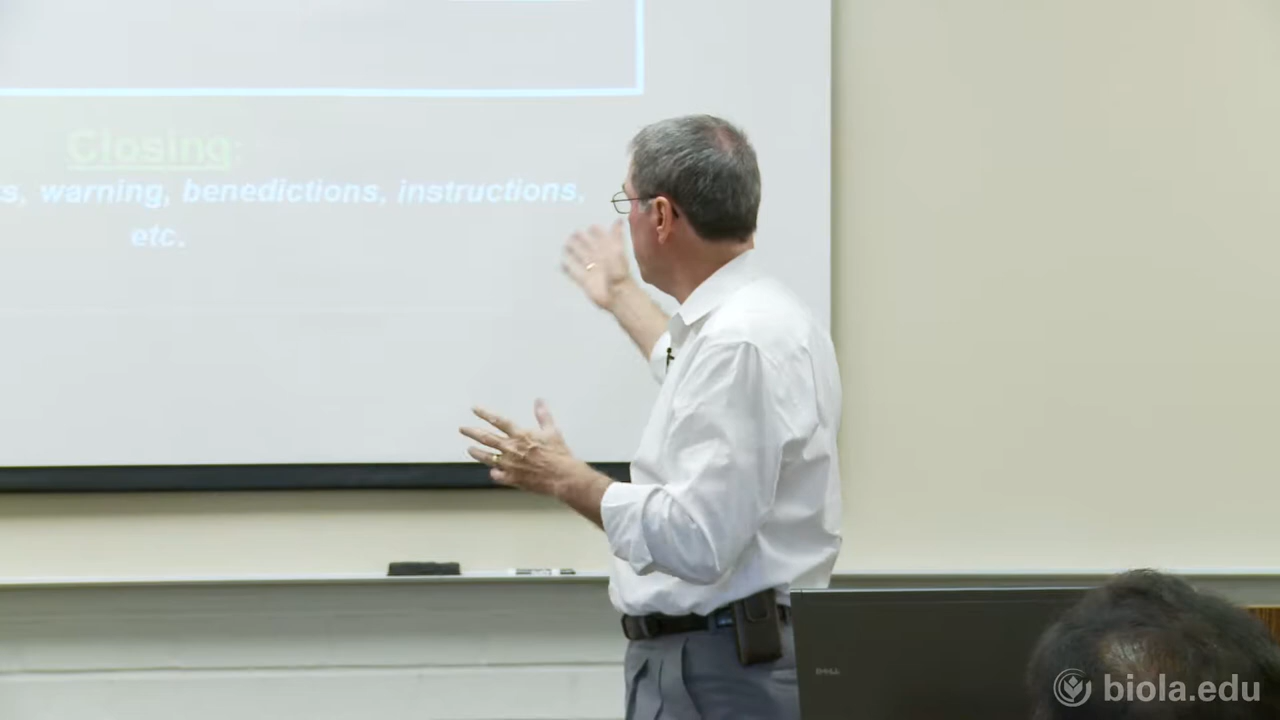 Closing:
warning, benedictions, instructions,
etc.
DELL
biola.edu